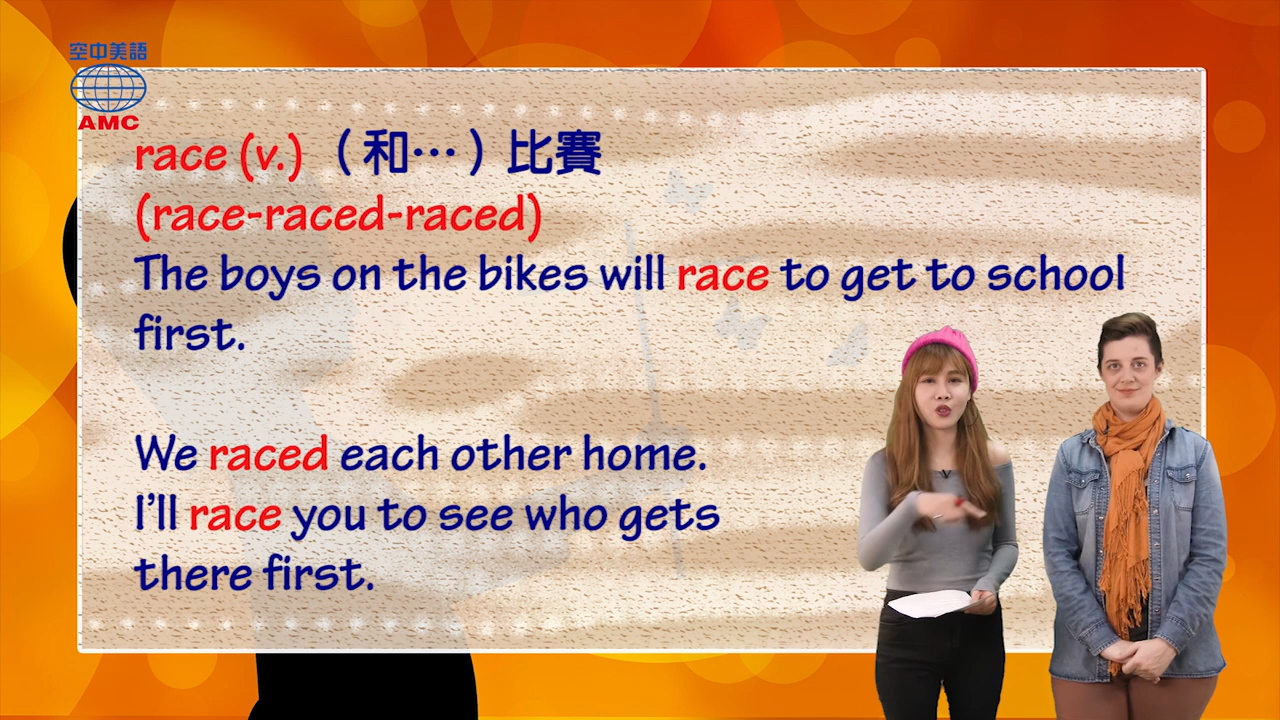 空中美語
AMC
race (v.) （和…）比賽
(race-raced-raced)
The boys on the bikes will race to get to school
first.
We raced each other home.
I'll race you to see who gets
there first.